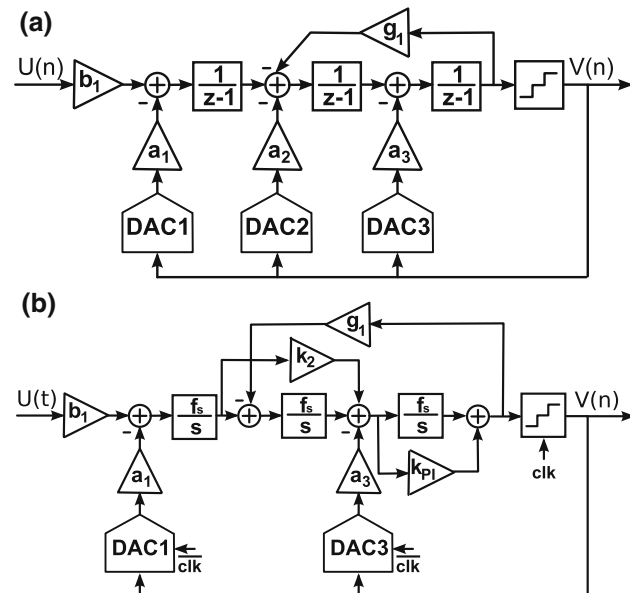 (a)
g1
U(n)
b1
1/z-1
1/z-1
1/z-1
V(n)
a1
a2
a3
DAC1
DAC2
DAC3
(b)
g1
k2
U(t)
b1
fs/s
fs/s
fs/s
V(n)
kPI
clk
a1
a3
DAC1
clk
DAC3
clk